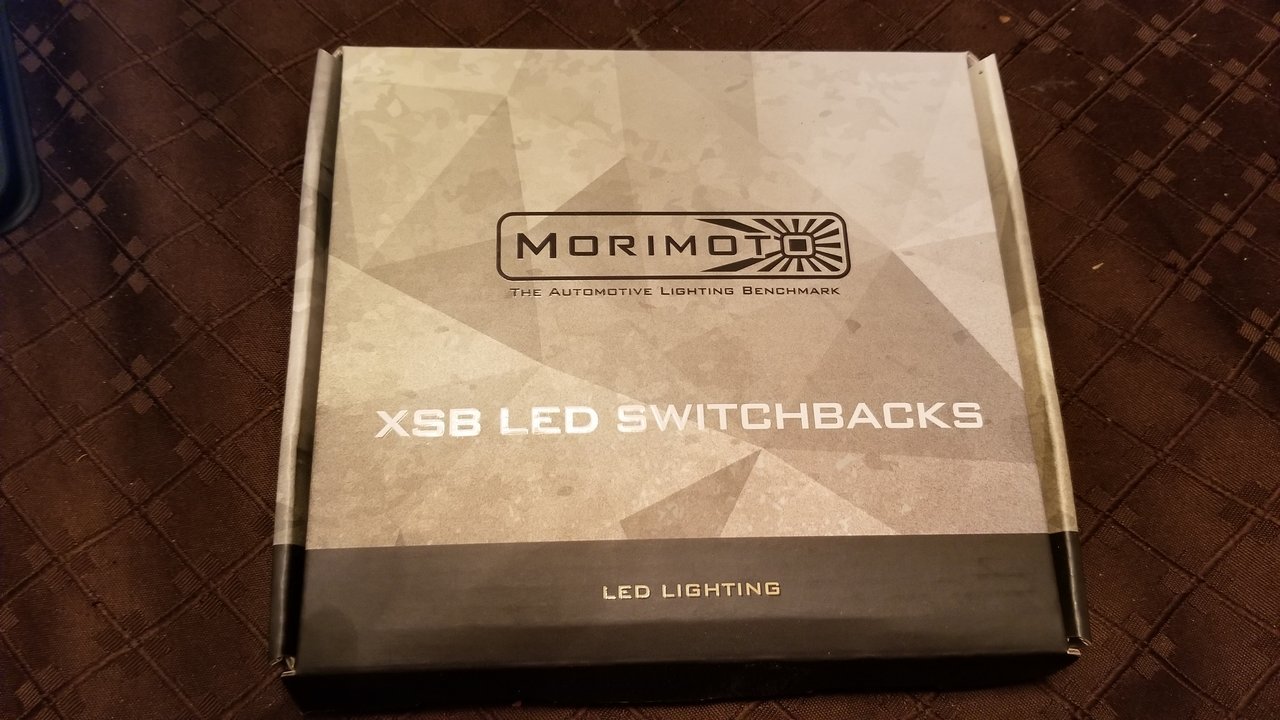 MORIMOTO
THE AUTOMOTIVE LIGHTING BENCHMARK
XSB LED SWITCHBACKS
LED LIGHTING